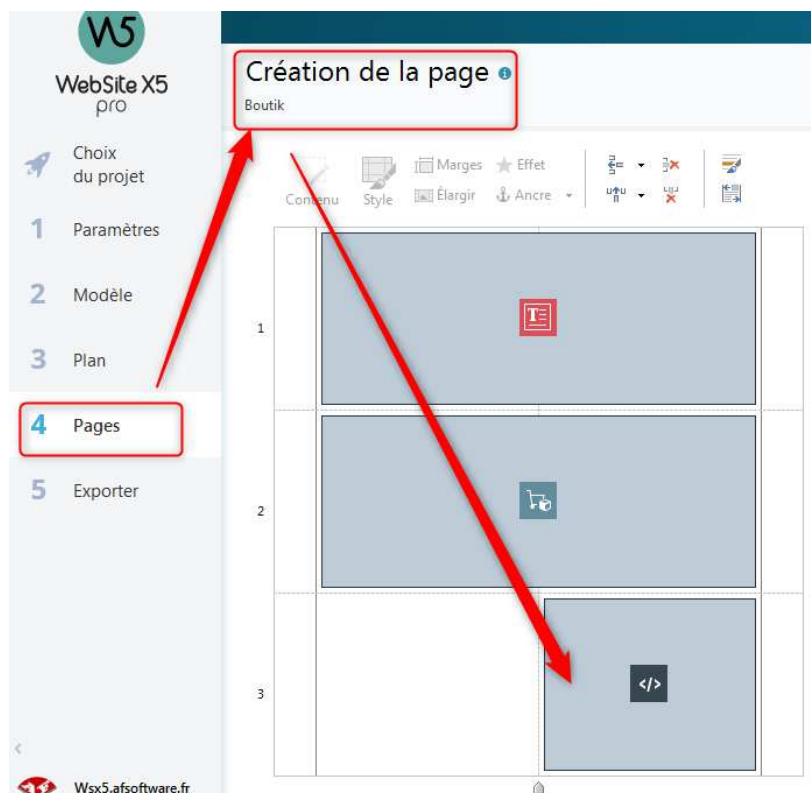 W5
WebSite X5
pro
Choix
du projet
1 Paramètres
2 Modèle
3 Plan
4 Pages
5 Exporter
Wsx5.afsoftware.fr
Création de la page
Boutik
Contenu
Style
Marges
Effet
Élargir
Ancre
1
T
2
</>
3